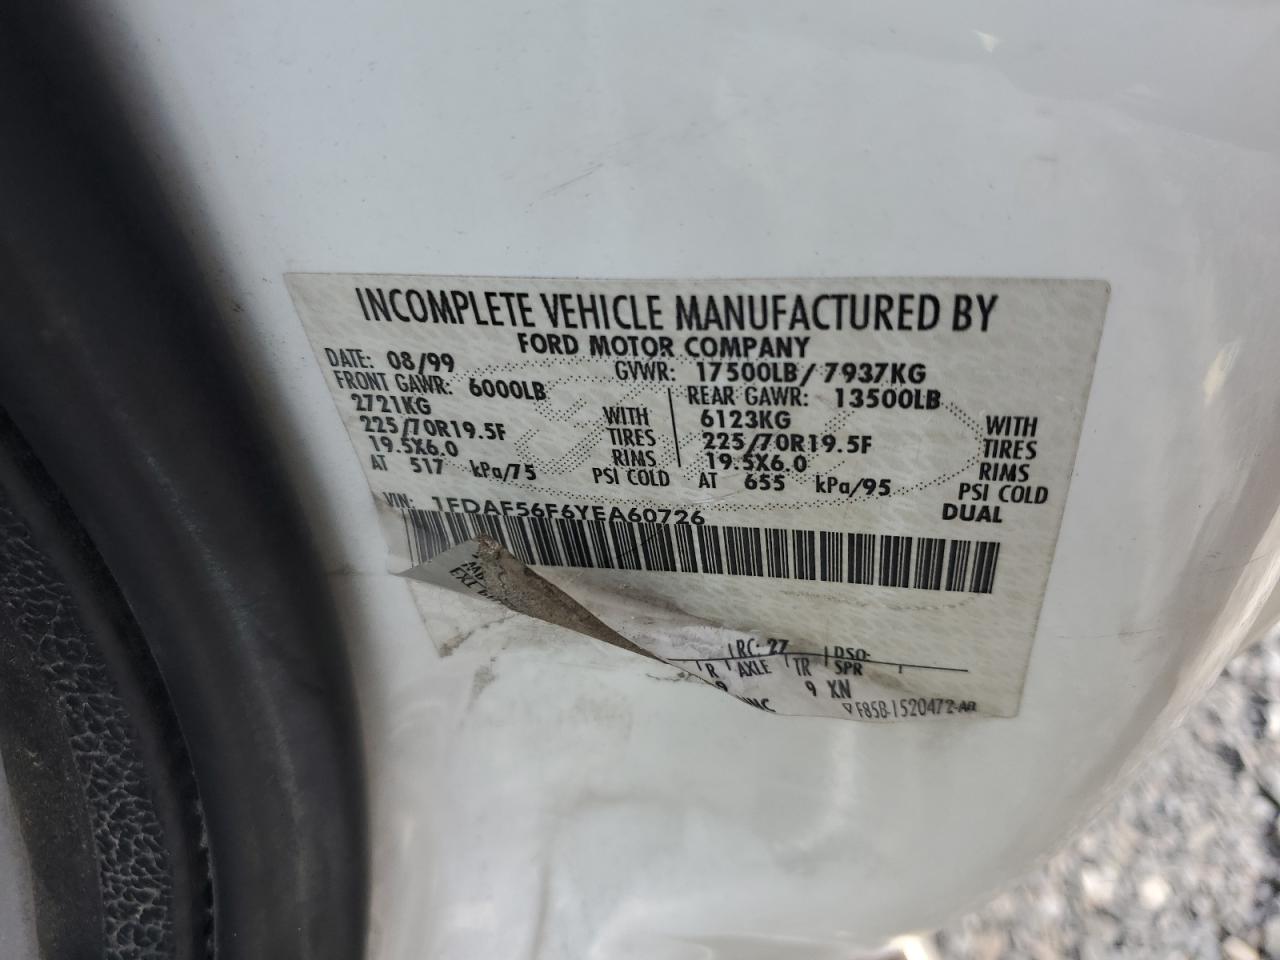 INCOMPLETE VEHICLE MANUFACTURED BY
FORD MOTOR COMPANY
DATE: 08/99 GVWR: 17500LB/ 7937KG
FRONT GAWR: 6000LB REAR GAWR: 13500LB
2721KG WITH 6123KG WITH
225/70R19.5F TIRES 225/70R19.5F TIRES
19.5X6.0 RIMS 19.5X6.0 RIMS
AT 517 kPa/75 PSI COLD AT 655 kPa/95 PSI COLD
DUAL
VIN: 1FDAF56F6YEA60726
RC: 27 DSO:
R AXLE TR SPR
9 9 XN
F85B-1520472-AB